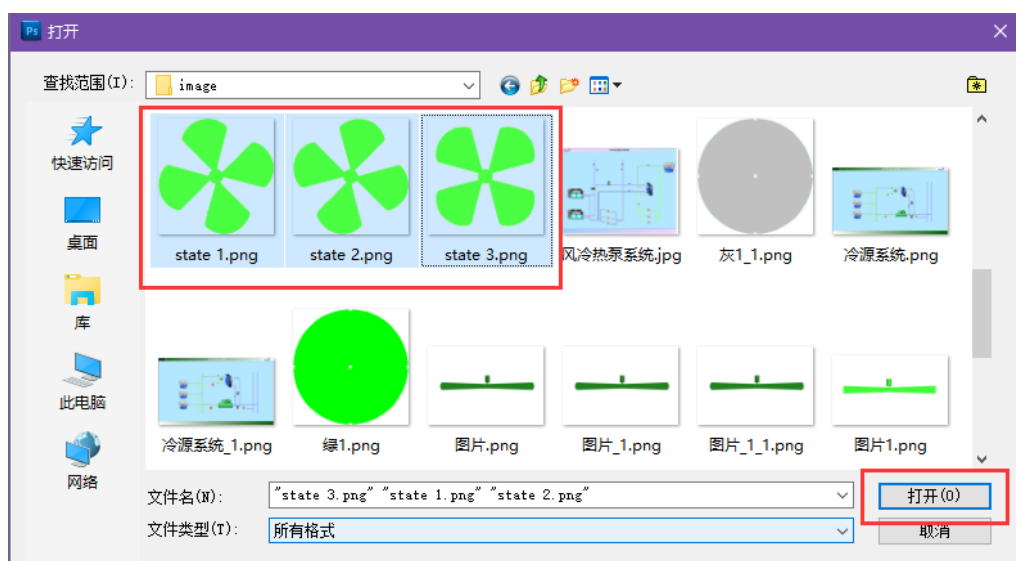 Ps 打开
查找范围(I): image
快速访问
桌面
库
此电脑
网络
state 1.png state 2.png state 3.png 风冷热泵系统.jpg 灰1_1.png 冷源系统.png
冷源系统_1.png 绿1.png 图片.png 图片_1.png 图片_1_1.png 图片1.png
文件名(N): "state 3.png" "state 1.png" "state 2.png" 打开(O)
文件类型(T): 所有格式 取消